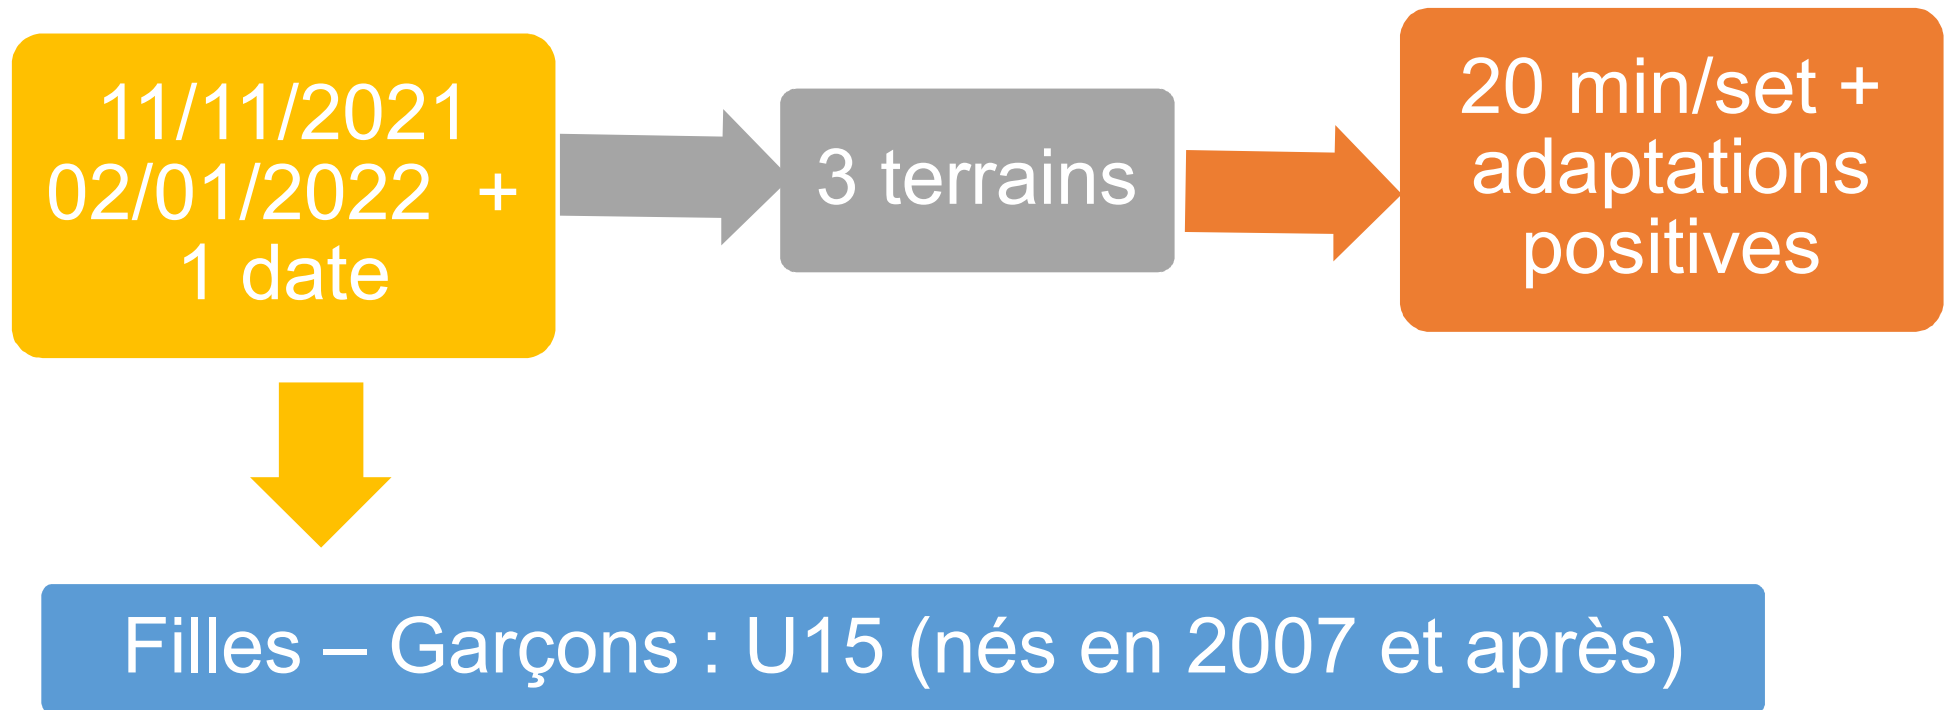 11/11/2021
02/01/2022 +
1 date
3 terrains
20 min/set +
adaptations
positives
Filles – Garçons : U15 (nés en 2007 et après)